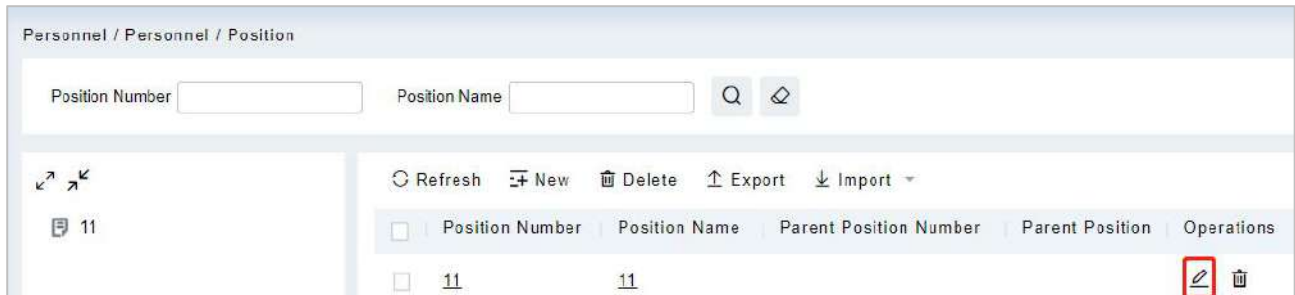 Personnel / Personnel / Position
Position Number Position Name
Refresh New Delete Export Import
11
Position Number Position Name Parent Position Number Parent Position Operations
11 11